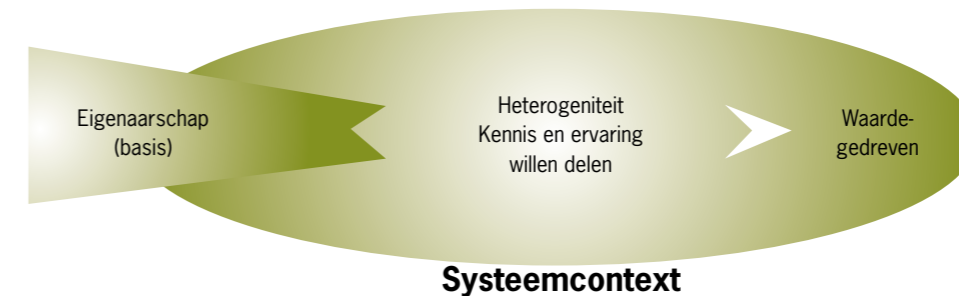 Eigenaarschap
(basis)
Heterogeniteit
Kennis en ervaring
willen delen
Waarde-
gedreven
Systeemcontext